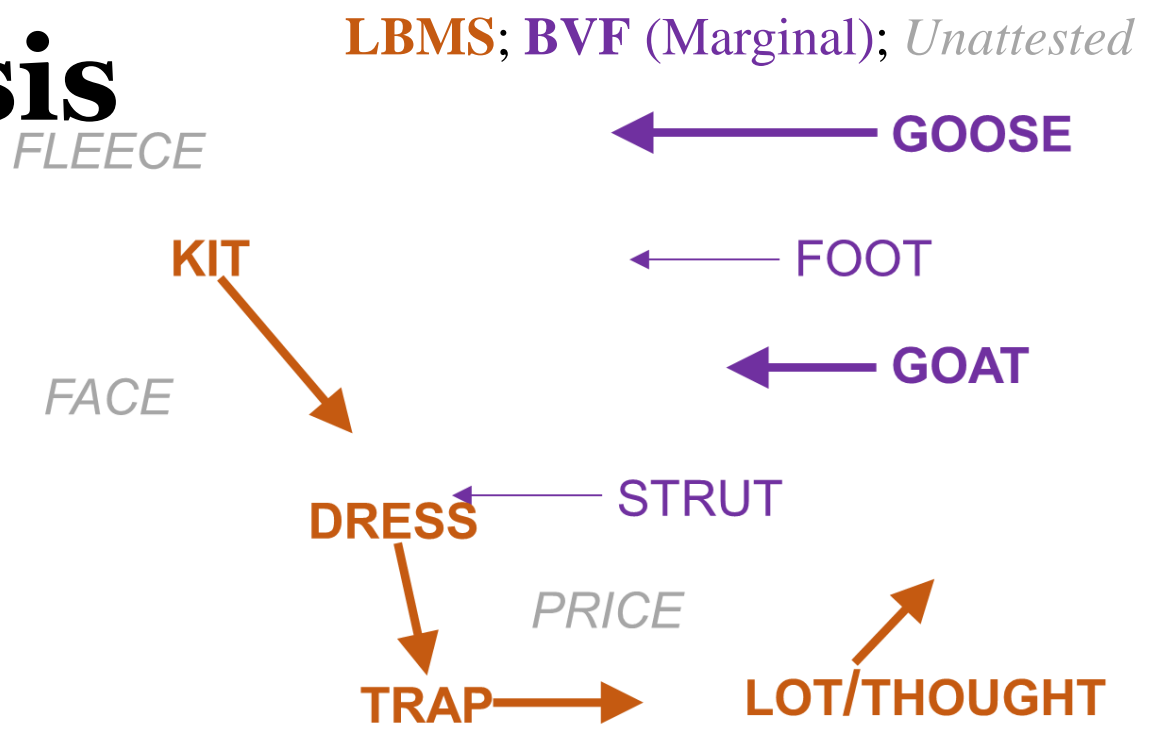 LBMS; BVF (Marginal); Unattested
sis
FLEECE
GOOSE
KIT
FOOT
FACE
GOAT
DRESS
STRUT
PRICE
TRAP
LOT/THOUGHT